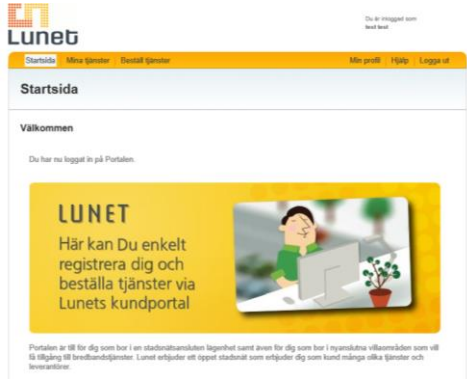 Lunet
Du är inloggad som
test test
Startsida Mina tjänster Beställ tjänster Min profil Hjälp Logga ut
Startsida
Välkommen
Du har nu loggat in på Portalen.
LUNET
Här kan Du enkelt
registrera dig och
beställa tjänster via
Lunets kundportal
Portalen är till för dig som bor i en stadsnätsansluten lägenhet samt även för dig som bor i nyanslutna villaområden som vill
få tillgång till bredbandstjänster. Lunet erbjuder ett öppet stadsnät som erbjuder dig som kund många olika tjänster och
leverantörer.